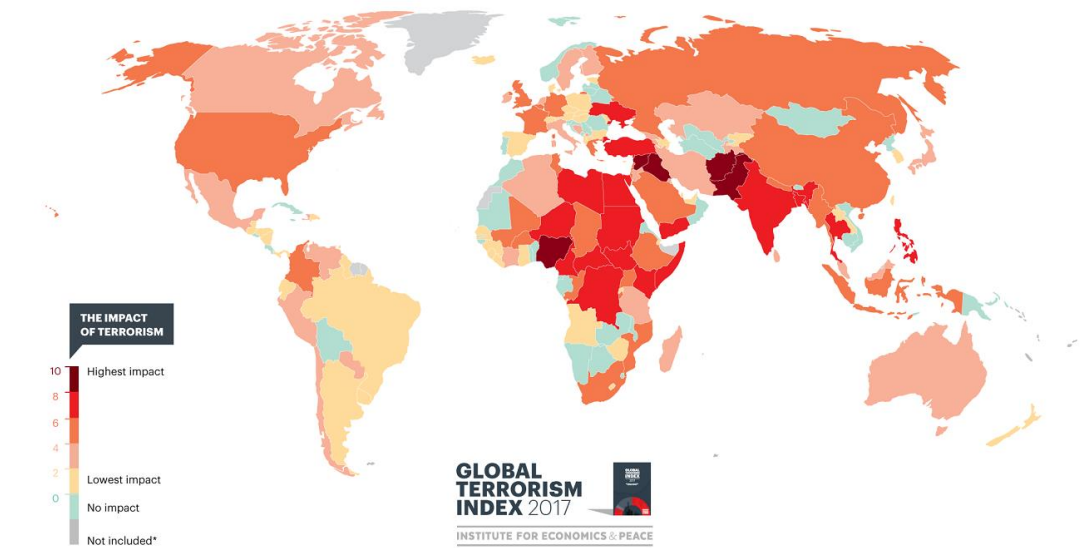 THE IMPACT
OF TERRORISM
10
Highest impact
8
6
4
2
Lowest impact
0
No impact
Not included*
GLOBAL
TERRORISM
INDEX 2017
INSTITUTE FOR ECONOMICS & PEACE